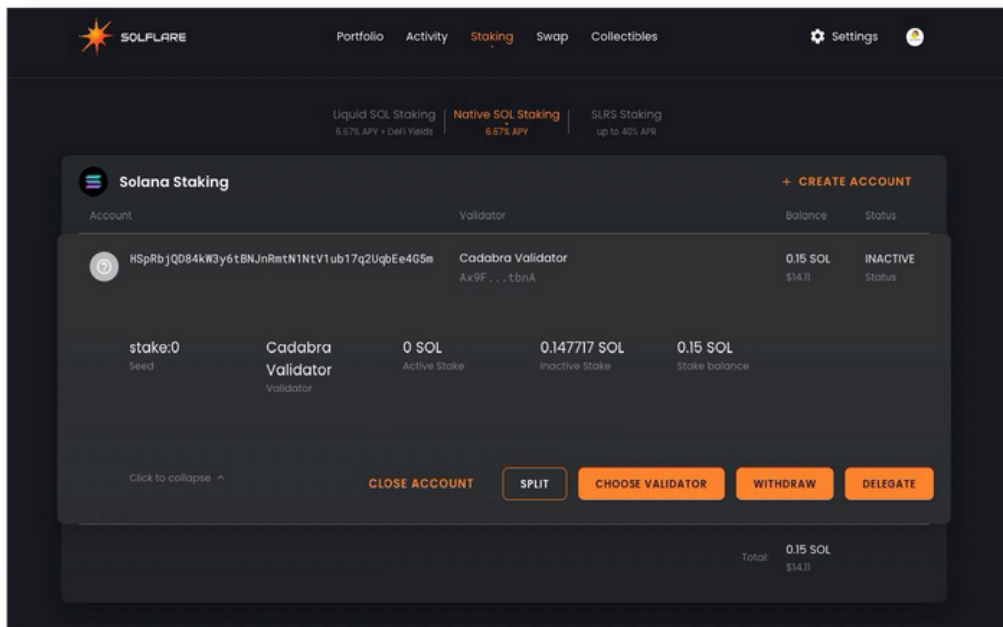 SOLFLARE
Portfolio Activity Staking Swap Collectibles
Settings
Liquid SOL Staking Native SOL Staking SLRS Staking
6.67% APY + DeFi Yields 6.67% APY up to 40% APR
Solana Staking
+ CREATE ACCOUNT
Account Validator Balance Status
HSpRbjQD84kW3y6tBNJnRmtN1NtV1ub17q2UqbEe4G5m Cadabra Validator 0.15 SOL INACTIVE
Ax9F...tbnA $14.11 Status
stake:0 Cadabra Validator 0 SOL 0.147717 SOL 0.15 SOL
Seed Validator Active Stake Inactive Stake Stake balance
Click to collapse
CLOSE ACCOUNT SPLIT CHOOSE VALIDATOR WITHDRAW DELEGATE
Total: 0.15 SOL
$14.11